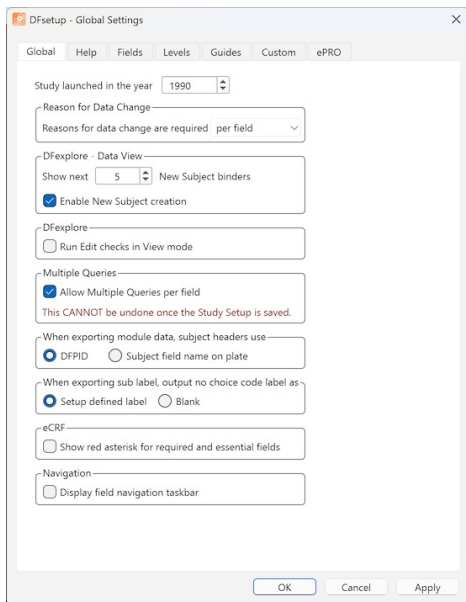 DFsetup - Global Settings
Global Help Fields Levels Guides Custom ePRO
Study launched in the year 1990
Reason for Data Change
Reasons for data change are required per field
DFexplore - Data View
Show next 5 New Subject binders
Enable New Subject creation
DFexplore
Run Edit checks in View mode
Multiple Queries
Allow Multiple Queries per field
This CANNOT be undone once the Study Setup is saved.
When exporting module data, subject headers use
DFPID Subject field name on plate
When exporting sub label, output no choice code label as
Setup defined label Blank
eCRF
Show red asterisk for required and essential fields
Navigation
Display field navigation taskbar
OK Cancel Apply